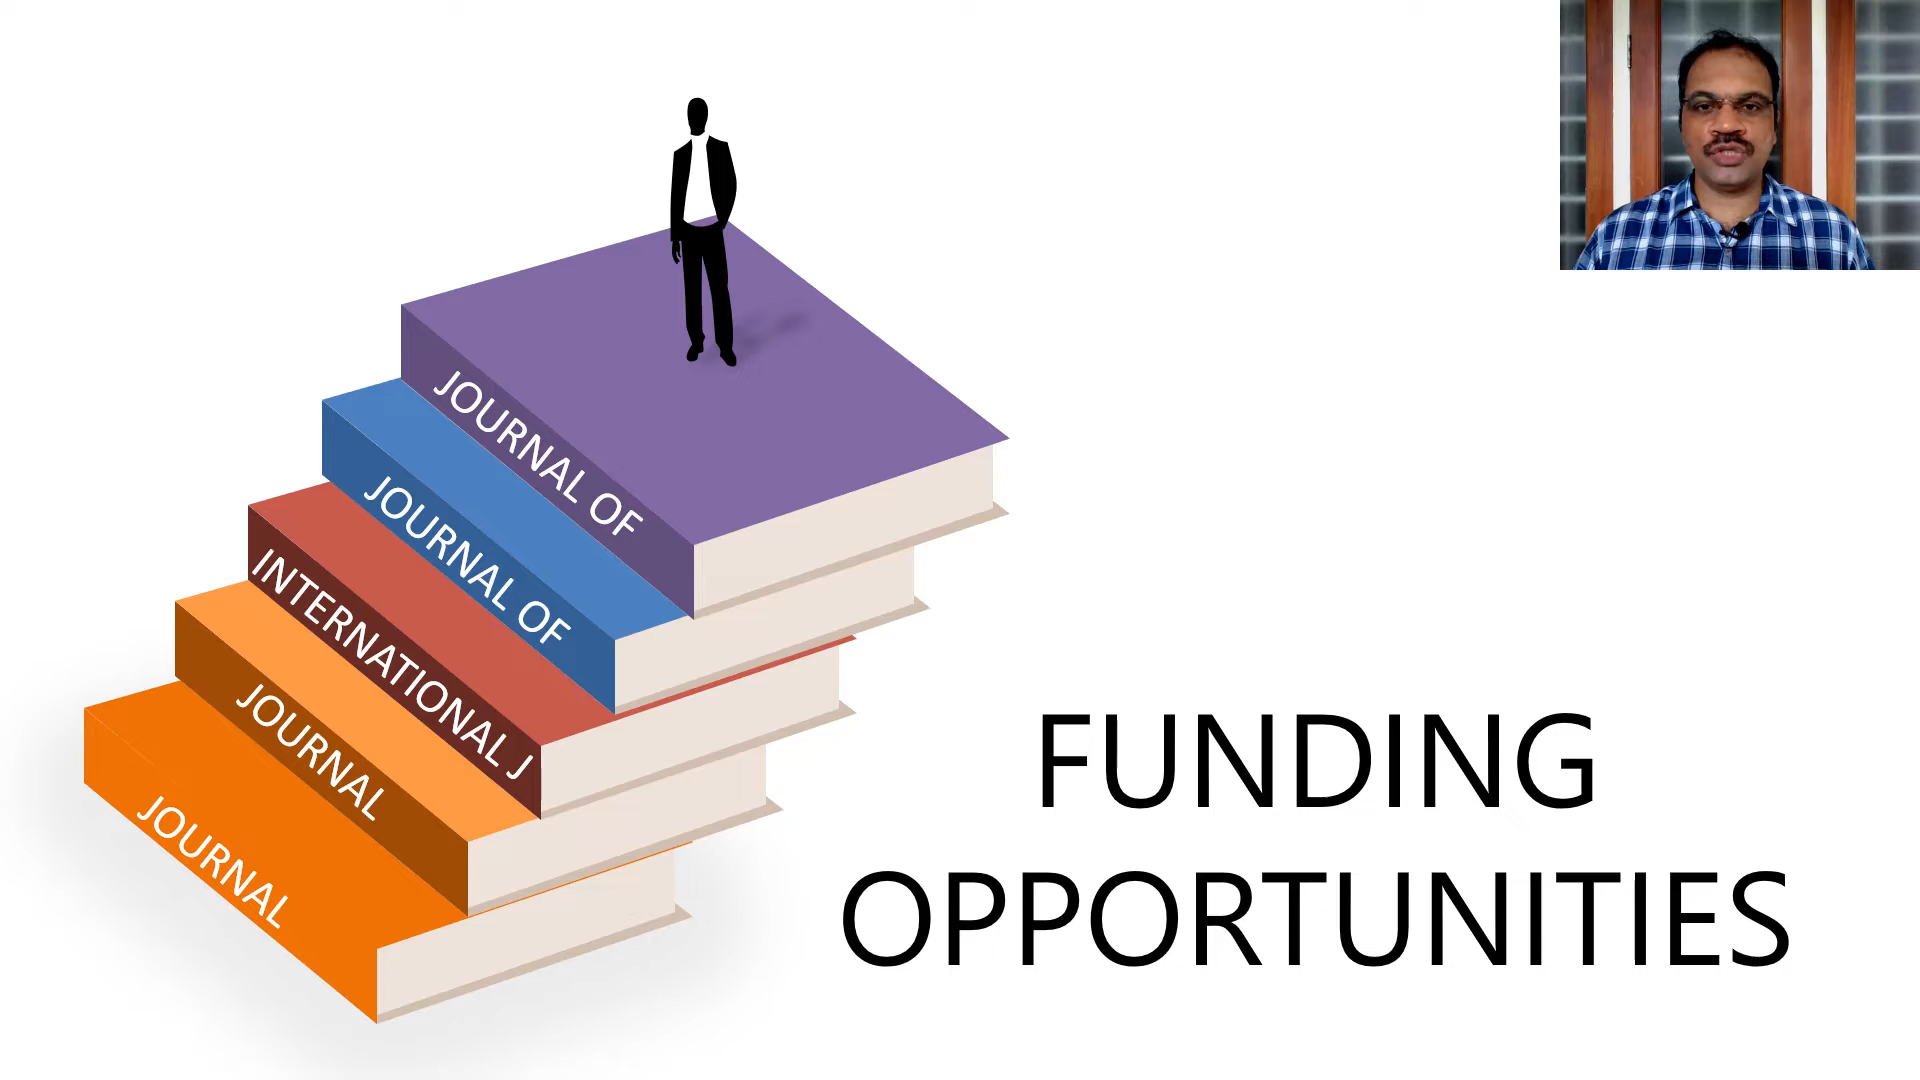 JOURNAL OF
JOURNAL OF
INTERNATIONAL J
JOURNAL
JOURNAL
FUNDING
OPPORTUNITIES